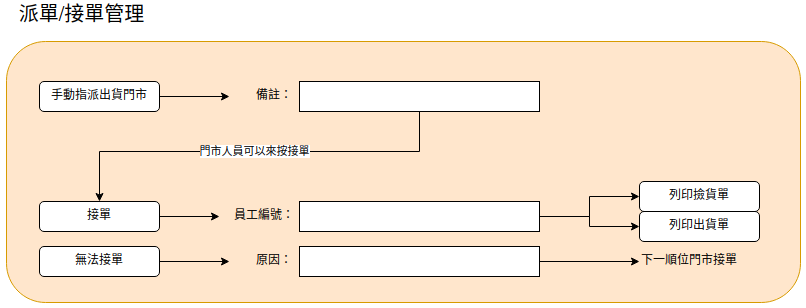 派單/接單管理
手動指派出貨門市
備註：
門市人員可以來按接單
接單
員工編號：
列印撿貨單
列印出貨單
無法接單
原因：
下一順位門市接單